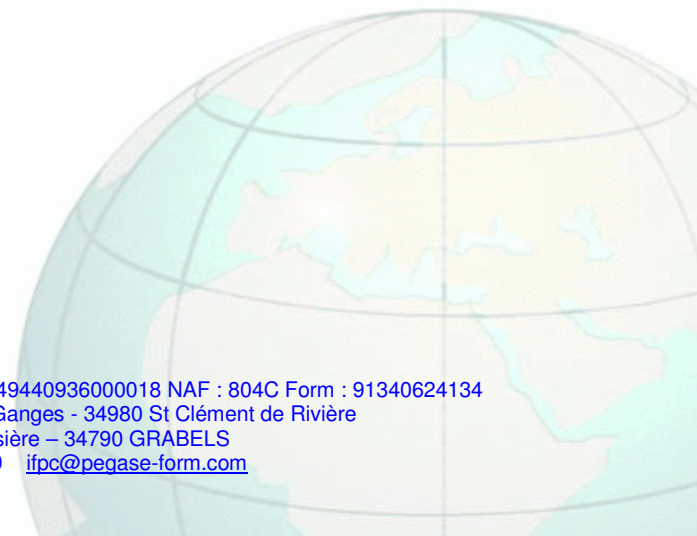 49440936000018 NAF : 804C Form : 91340624134
Ganges - 34980 St Clément de Rivière
sière – 34790 GRABELS
ifpc@pegase-form.com